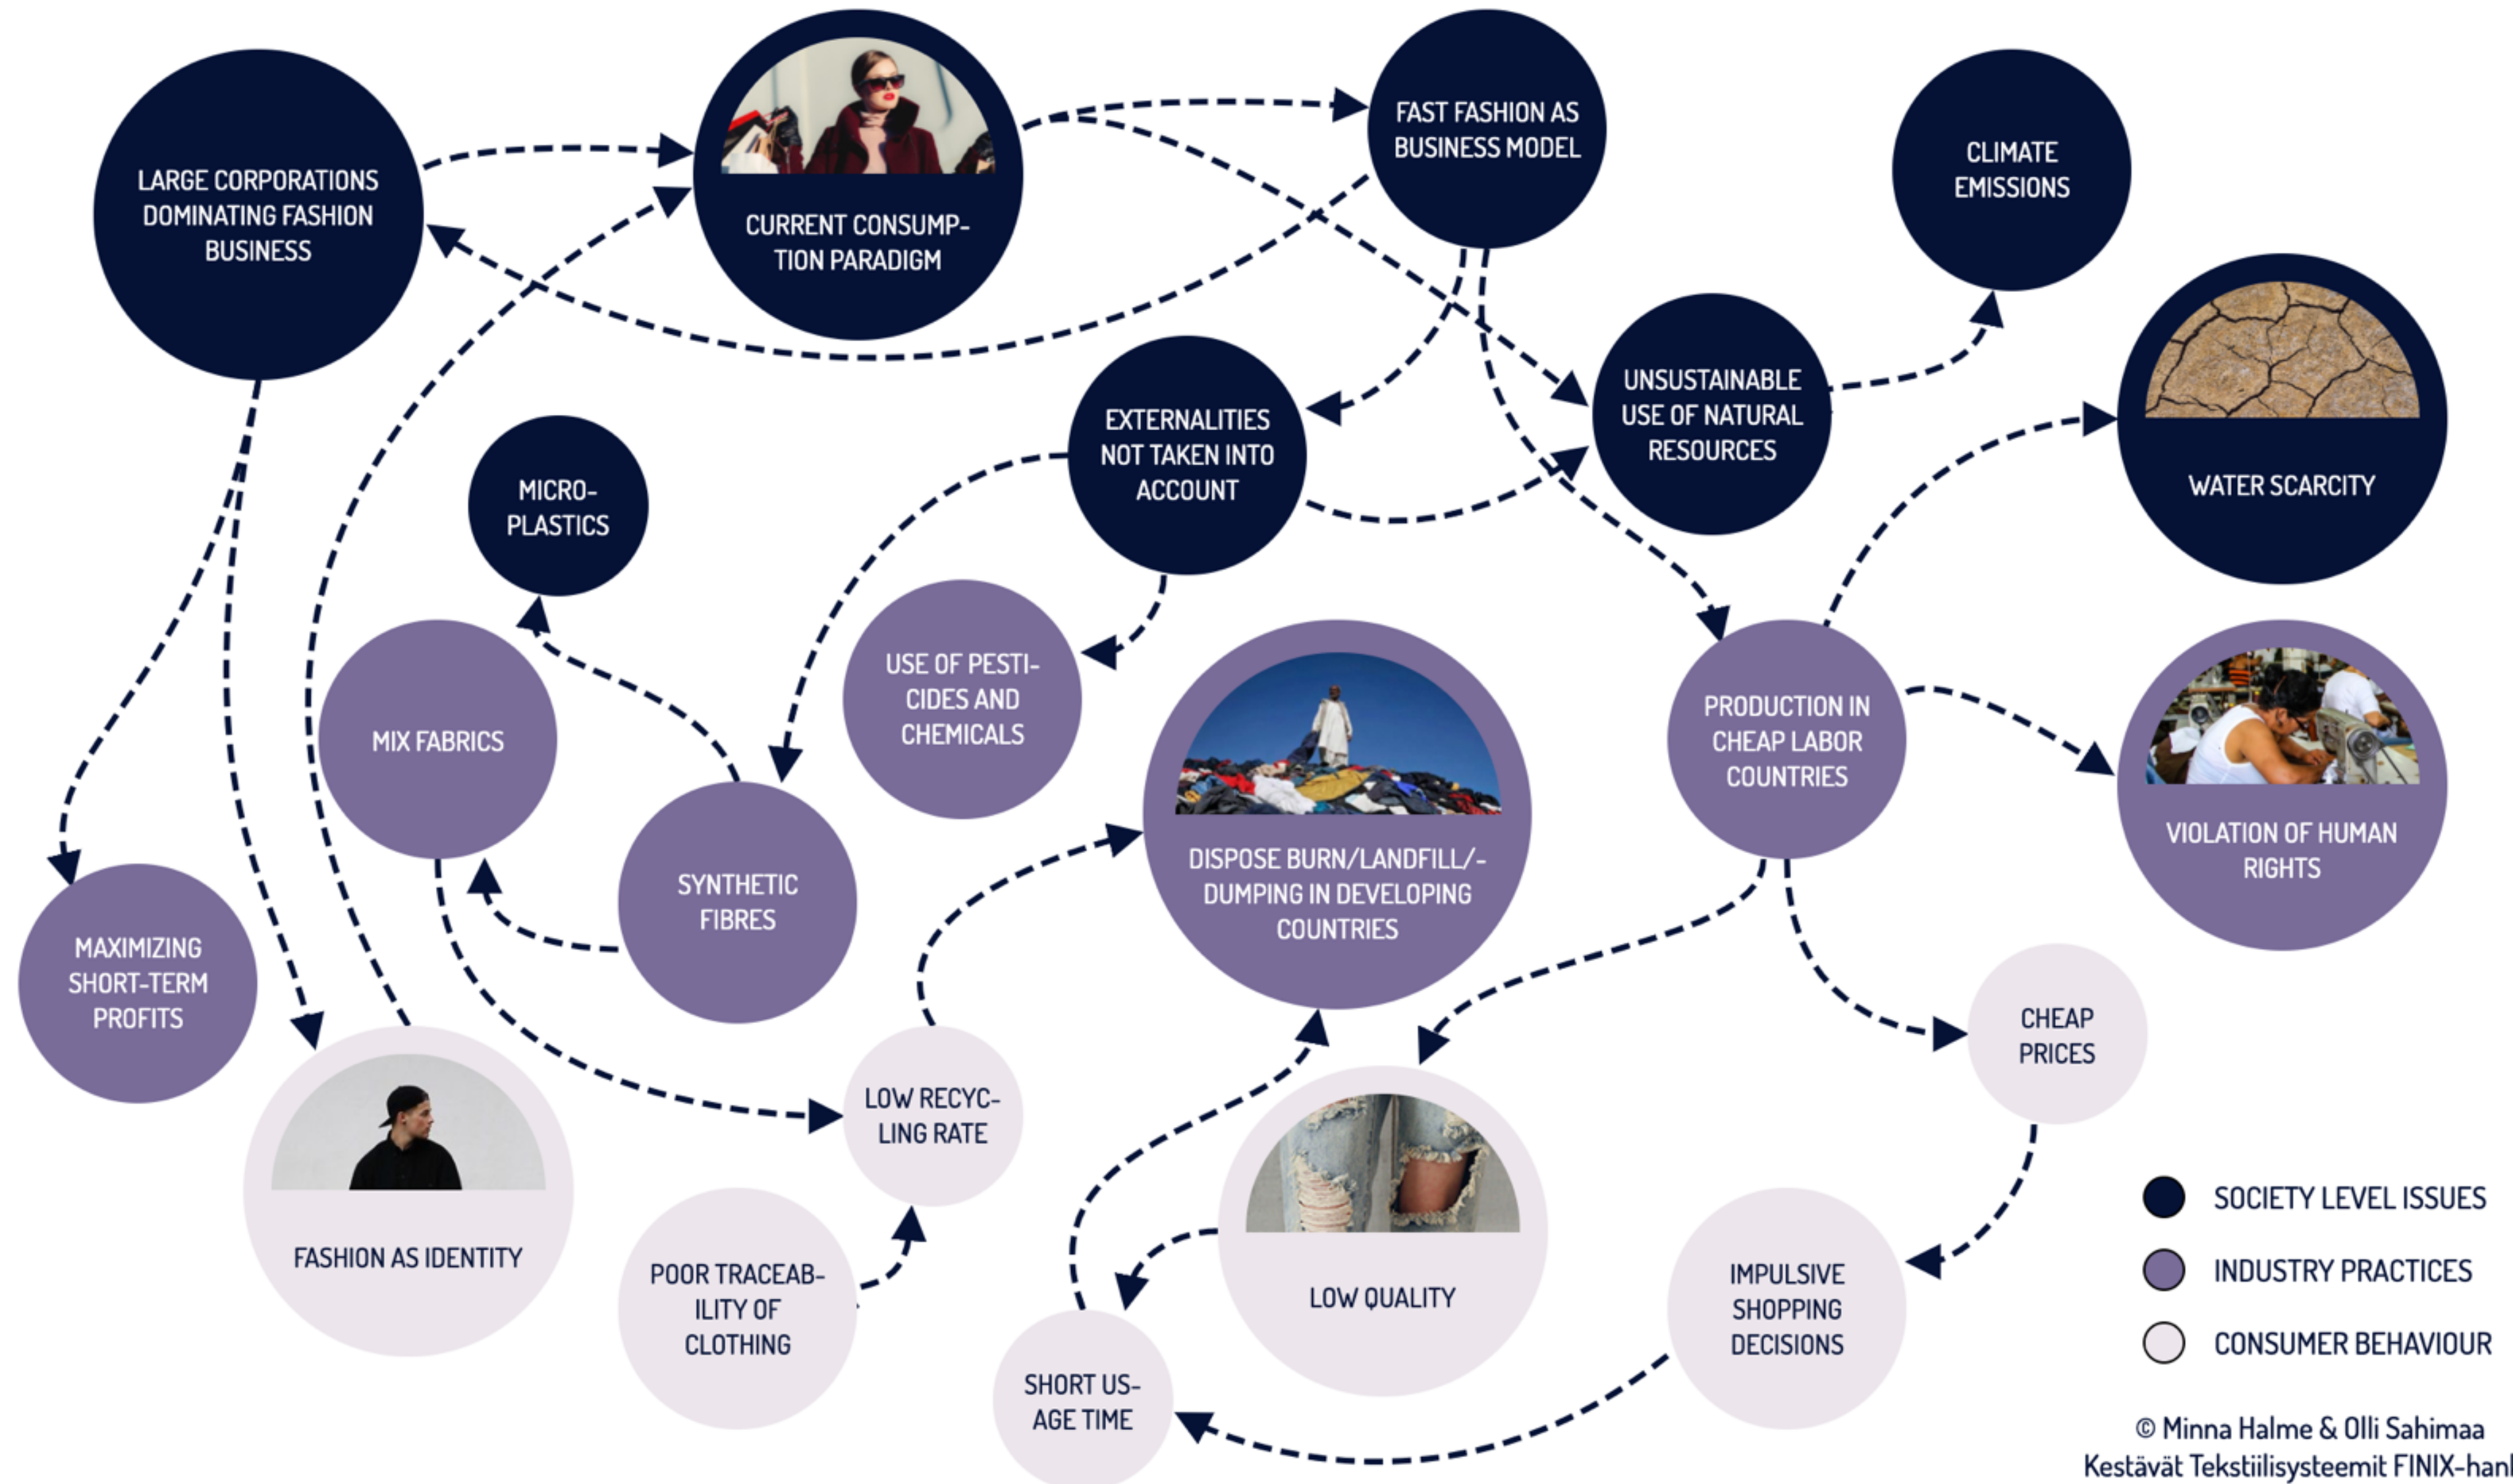 LARGE CORPORATIONS
DOMINATING FASHION
BUSINESS
CURRENT CONSUMP-
TION PARADIGM
FAST FASHION AS
BUSINESS MODEL
CLIMATE
EMISSIONS
UNSUSTAINABLE
USE OF NATURAL
RESOURCES
WATER SCARCITY
EXTERNALITIES
NOT TAKEN INTO
ACCOUNT
MICRO-
PLASTICS
MIX FABRICS
USE OF PESTI-
CIDES AND
CHEMICALS
PRODUCTION IN
CHEAP LABOR
COUNTRIES
VIOLATION OF HUMAN
RIGHTS
DISPOSE BURN/LANDFILL/-
DUMPING IN DEVELOPING
COUNTRIES
SYNTHETIC
FIBRES
MAXIMIZING
SHORT-TERM
PROFITS
CHEAP
PRICES
LOW RECYC-
LING RATE
FASHION AS IDENTITY
POOR TRACEAB-
ILITY OF
CLOTHING
LOW QUALITY
IMPULSIVE
SHOPPING
DECISIONS
SHORT US-
AGE TIME
SOCIETY LEVEL ISSUES
INDUSTRY PRACTICES
CONSUMER BEHAVIOUR
© Minna Halme & Olli Sahimaa
Kestävät Tekstiilisysteemit FINIX-han